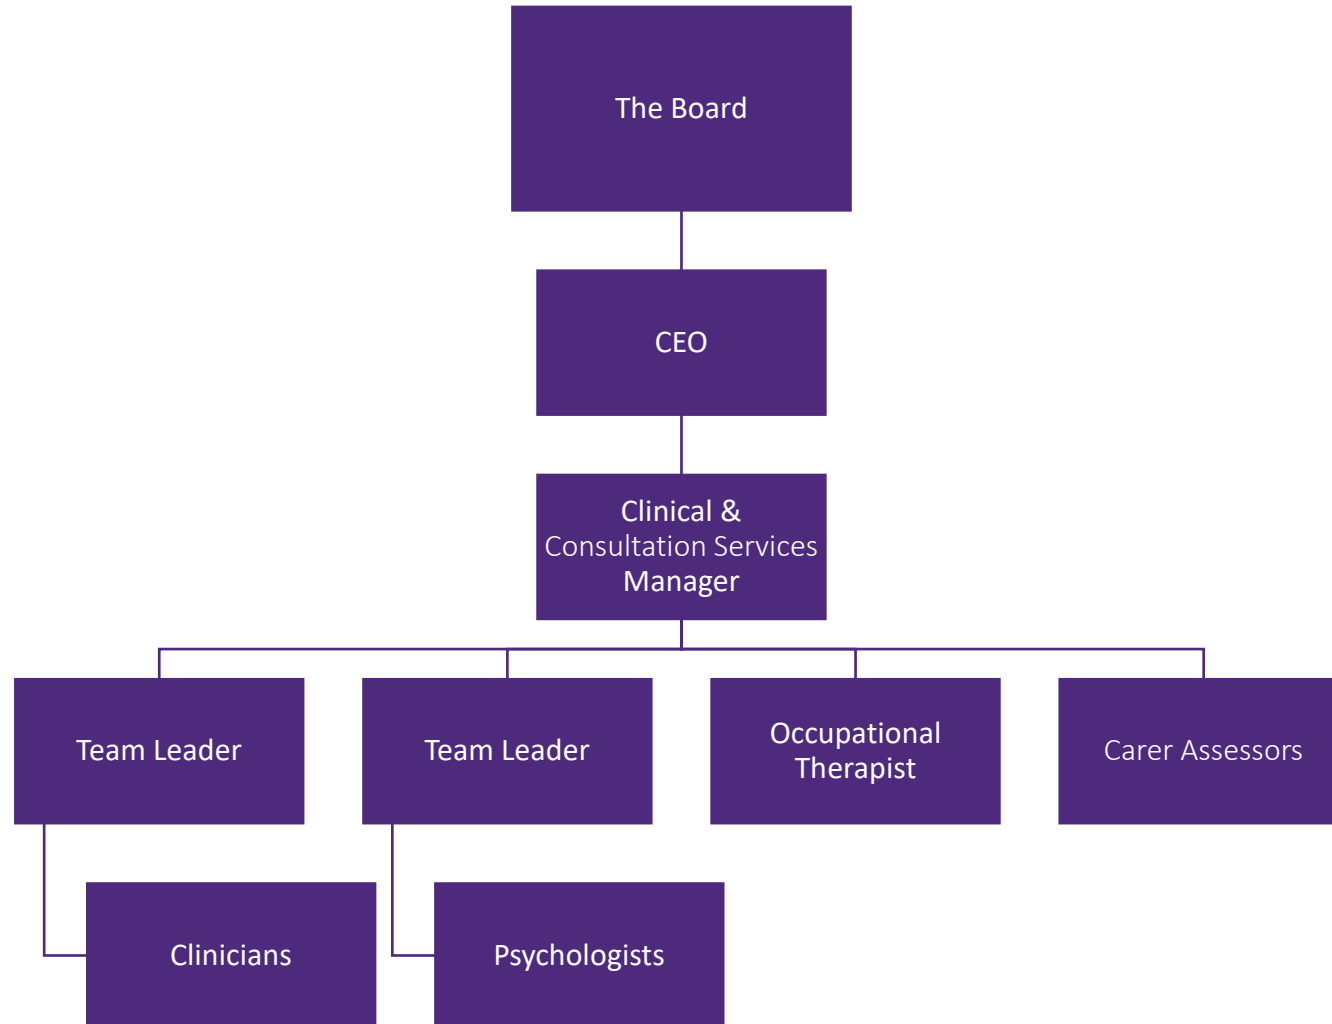 The Board
CEO
Clinical &
Consultation Services
Manager
Team Leader
Team Leader
Occupational
Therapist
Carer Assessors
Clinicians
Psychologists